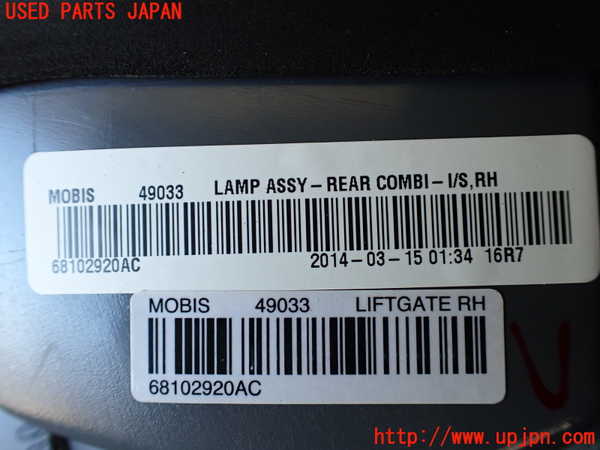 USED PARTS JAPAN
MOBIS 49033 LAMP ASSY-REAR COMBI-I/S,RH
68102920AC 2014-03-15 01:34 16R7
MOBIS 49033 LIFTGATE RH
68102920AC
V
http://www.upjpn.com/